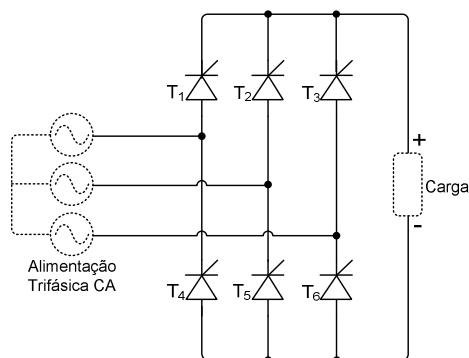 T1
T2
T3
+
Carga
-
Alimentação
Trifásica CA
T4
T5
T6